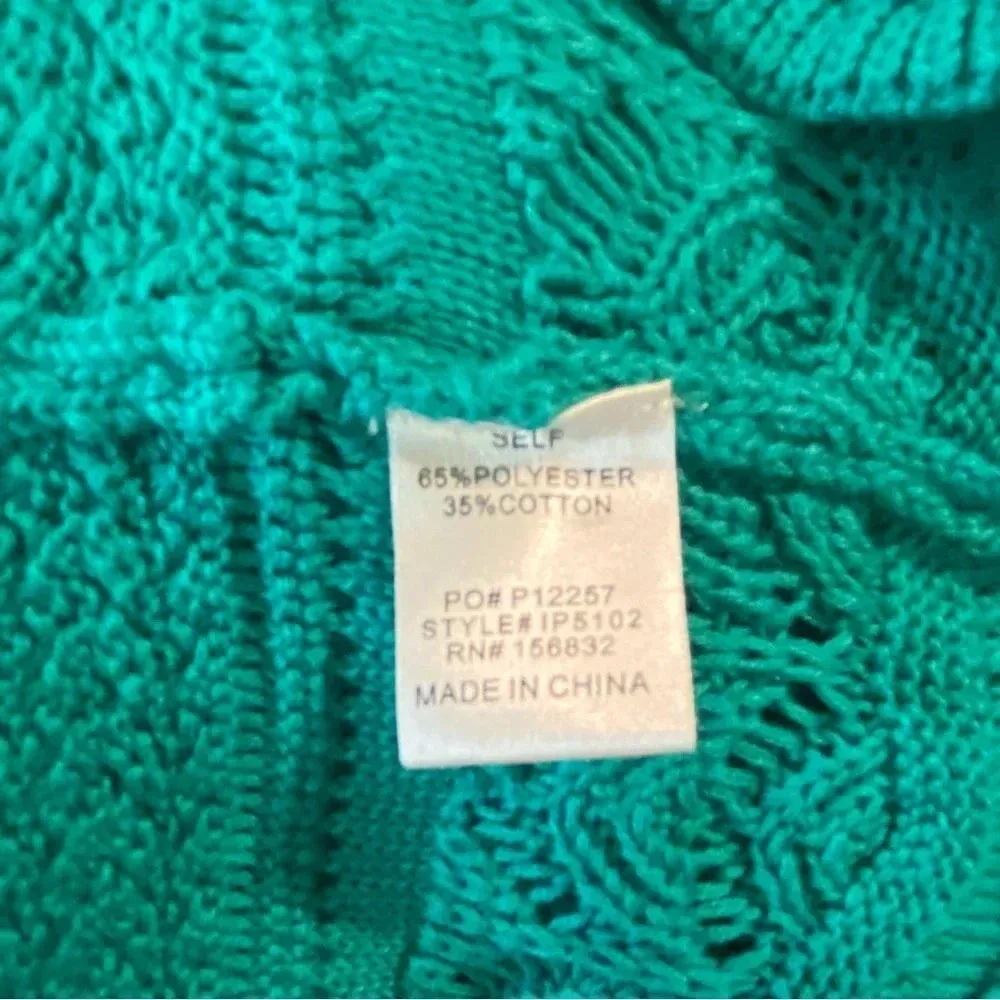 SELF
65%POLYESTER
35%COTTON
PO# P12257
STYLE# IP5102
RN# 156832
MADE IN CHINA